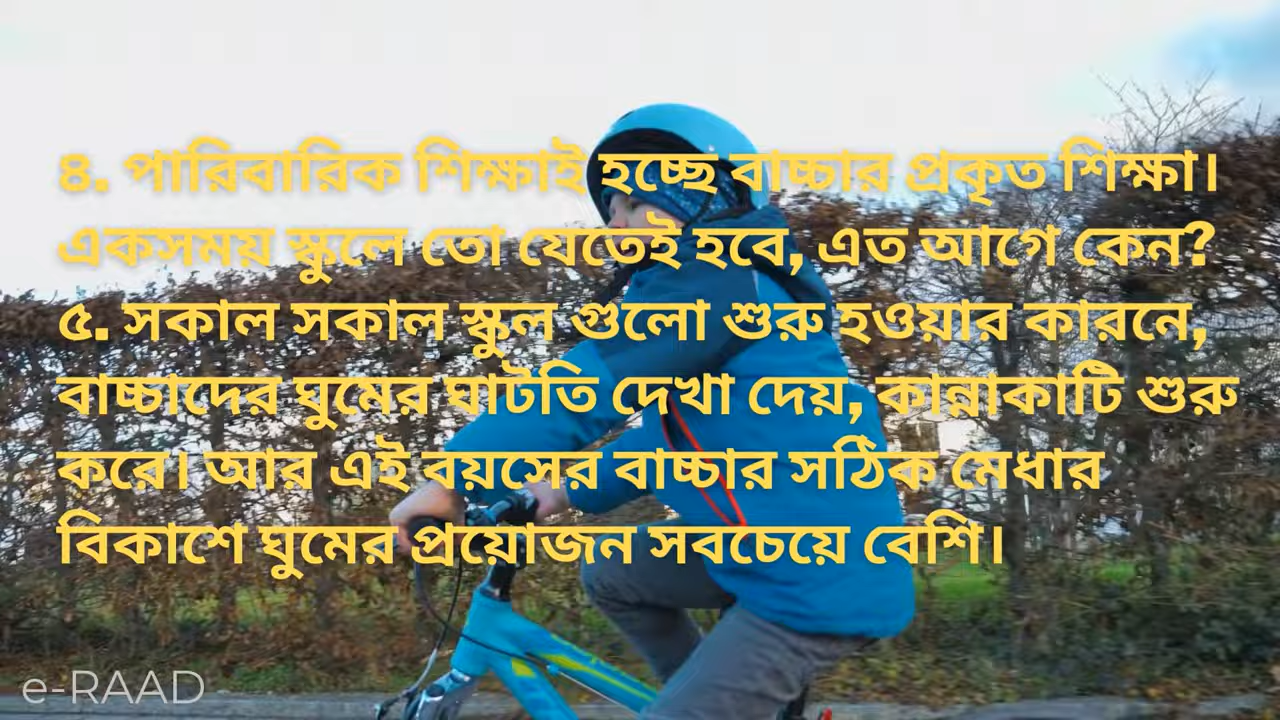 ৪. পারিবারিক শিক্ষাই হচ্ছে বাচ্চার প্রকৃত শিক্ষা।
একসময় স্কুলে তো যেতেই হবে, এত আগে কেন?
৫. সকাল সকাল স্কুল গুলো শুরু হওয়ার কারনে,
বাচ্চাদের ঘুমের ঘাটতি দেখা দেয়, কান্নাকাটি শুরু
করে। আর এই বয়সের বাচ্চার সঠিক মেধার
বিকাশে ঘুমের প্রয়োজন সবচেয়ে বেশি।
e-RAAD